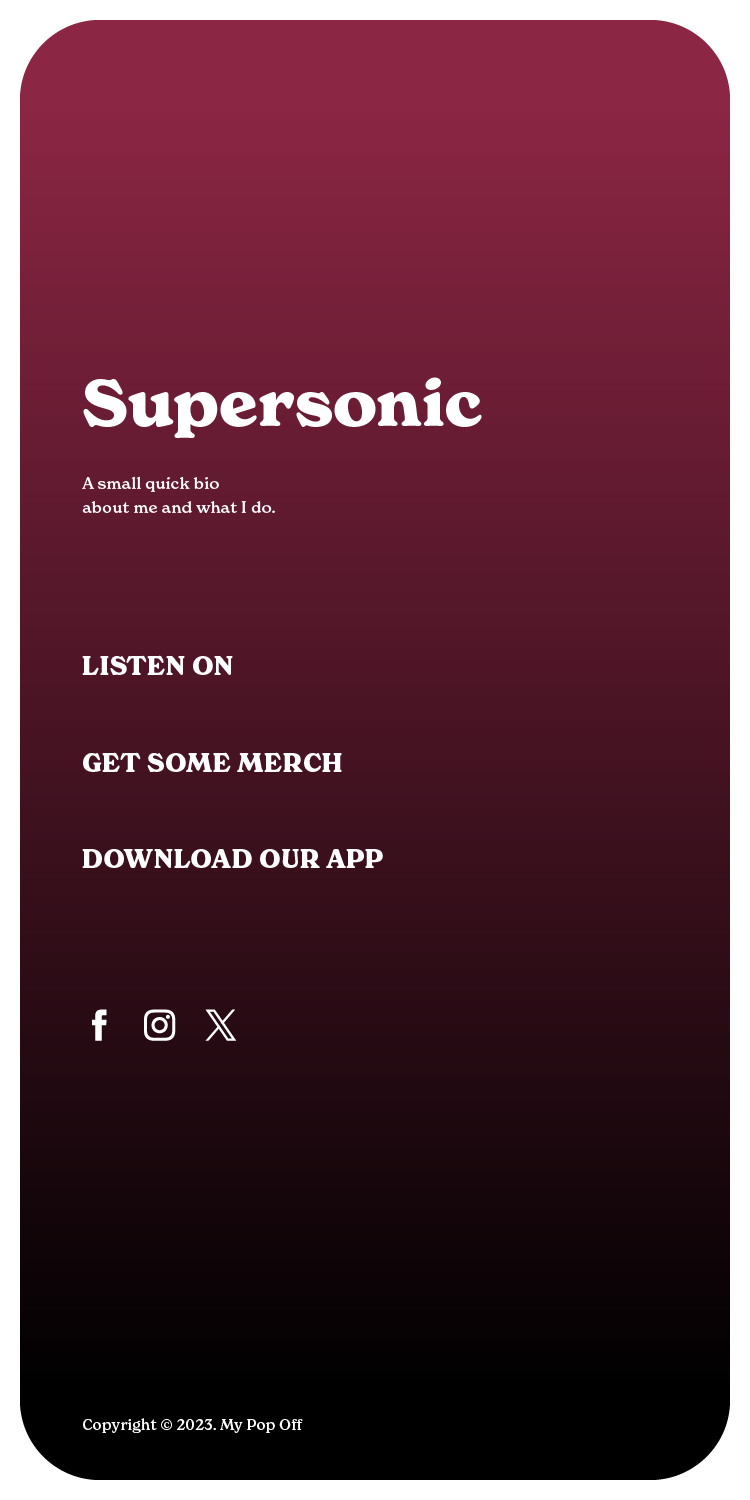 Supersonic
A small quick bio
about me and what I do.
LISTEN ON
GET SOME MERCH
DOWNLOAD OUR APP
Copyright © 2023. My Pop Off